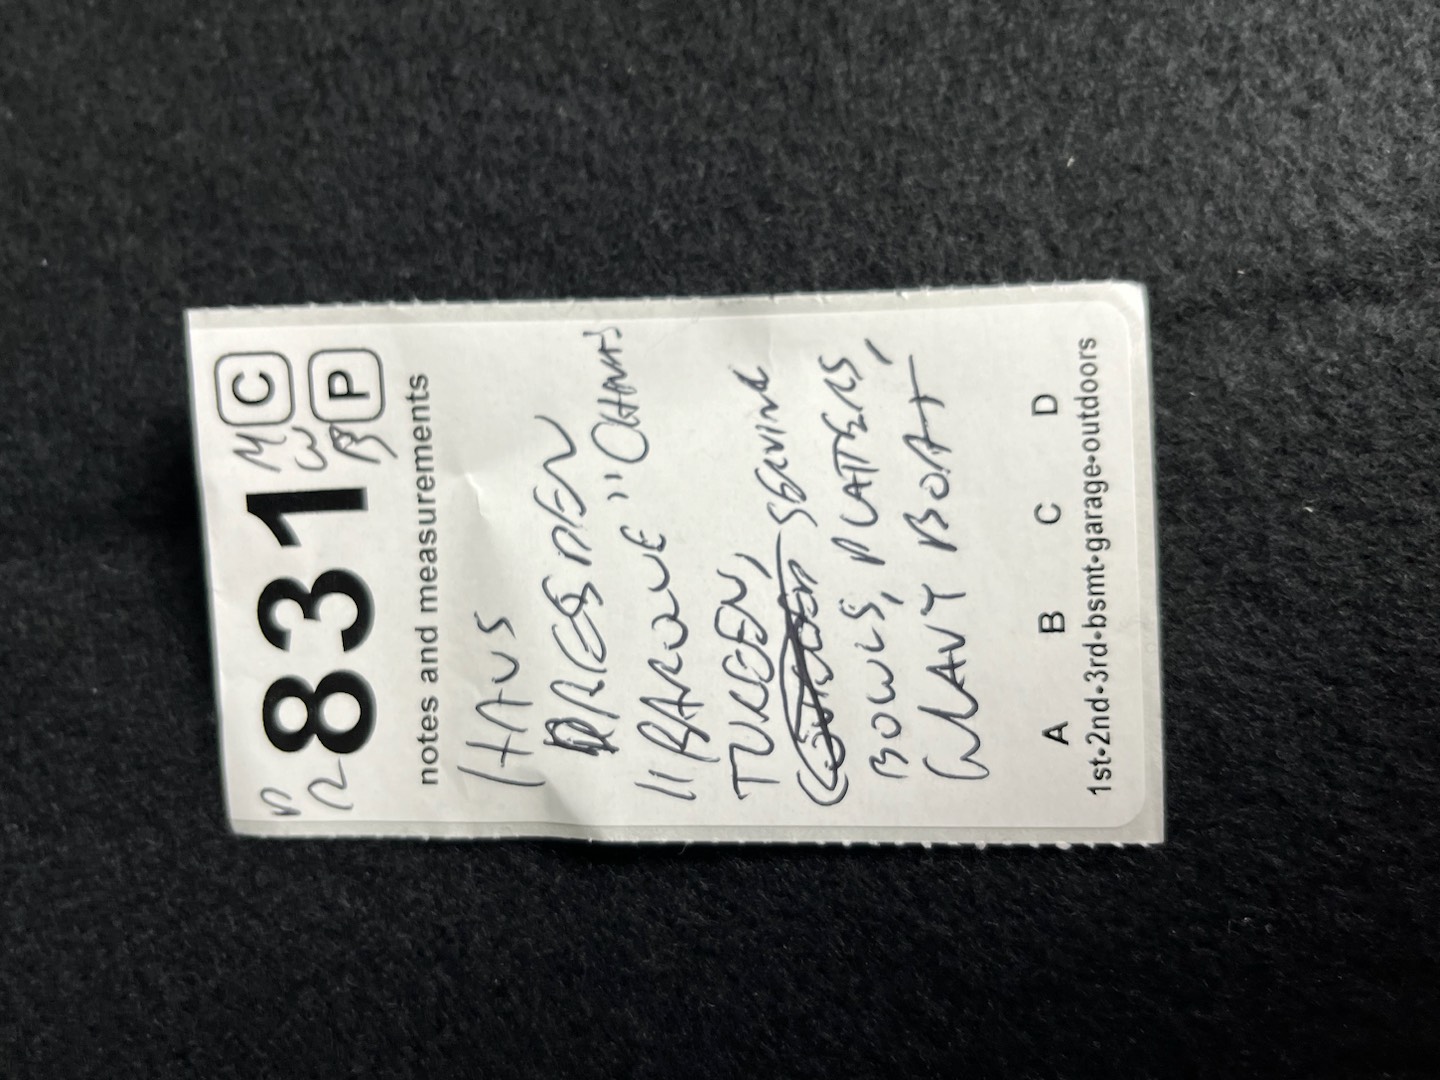 831 C
P
notes and measurements
HAUS
DRESDEN
"BAROQUE" CHINA
TUREEN,
SERVING
BOWLS, PLATTERS,
GRAVY BOAT
A B C D
1st•2nd•3rd•bsmt•garage•outdoors